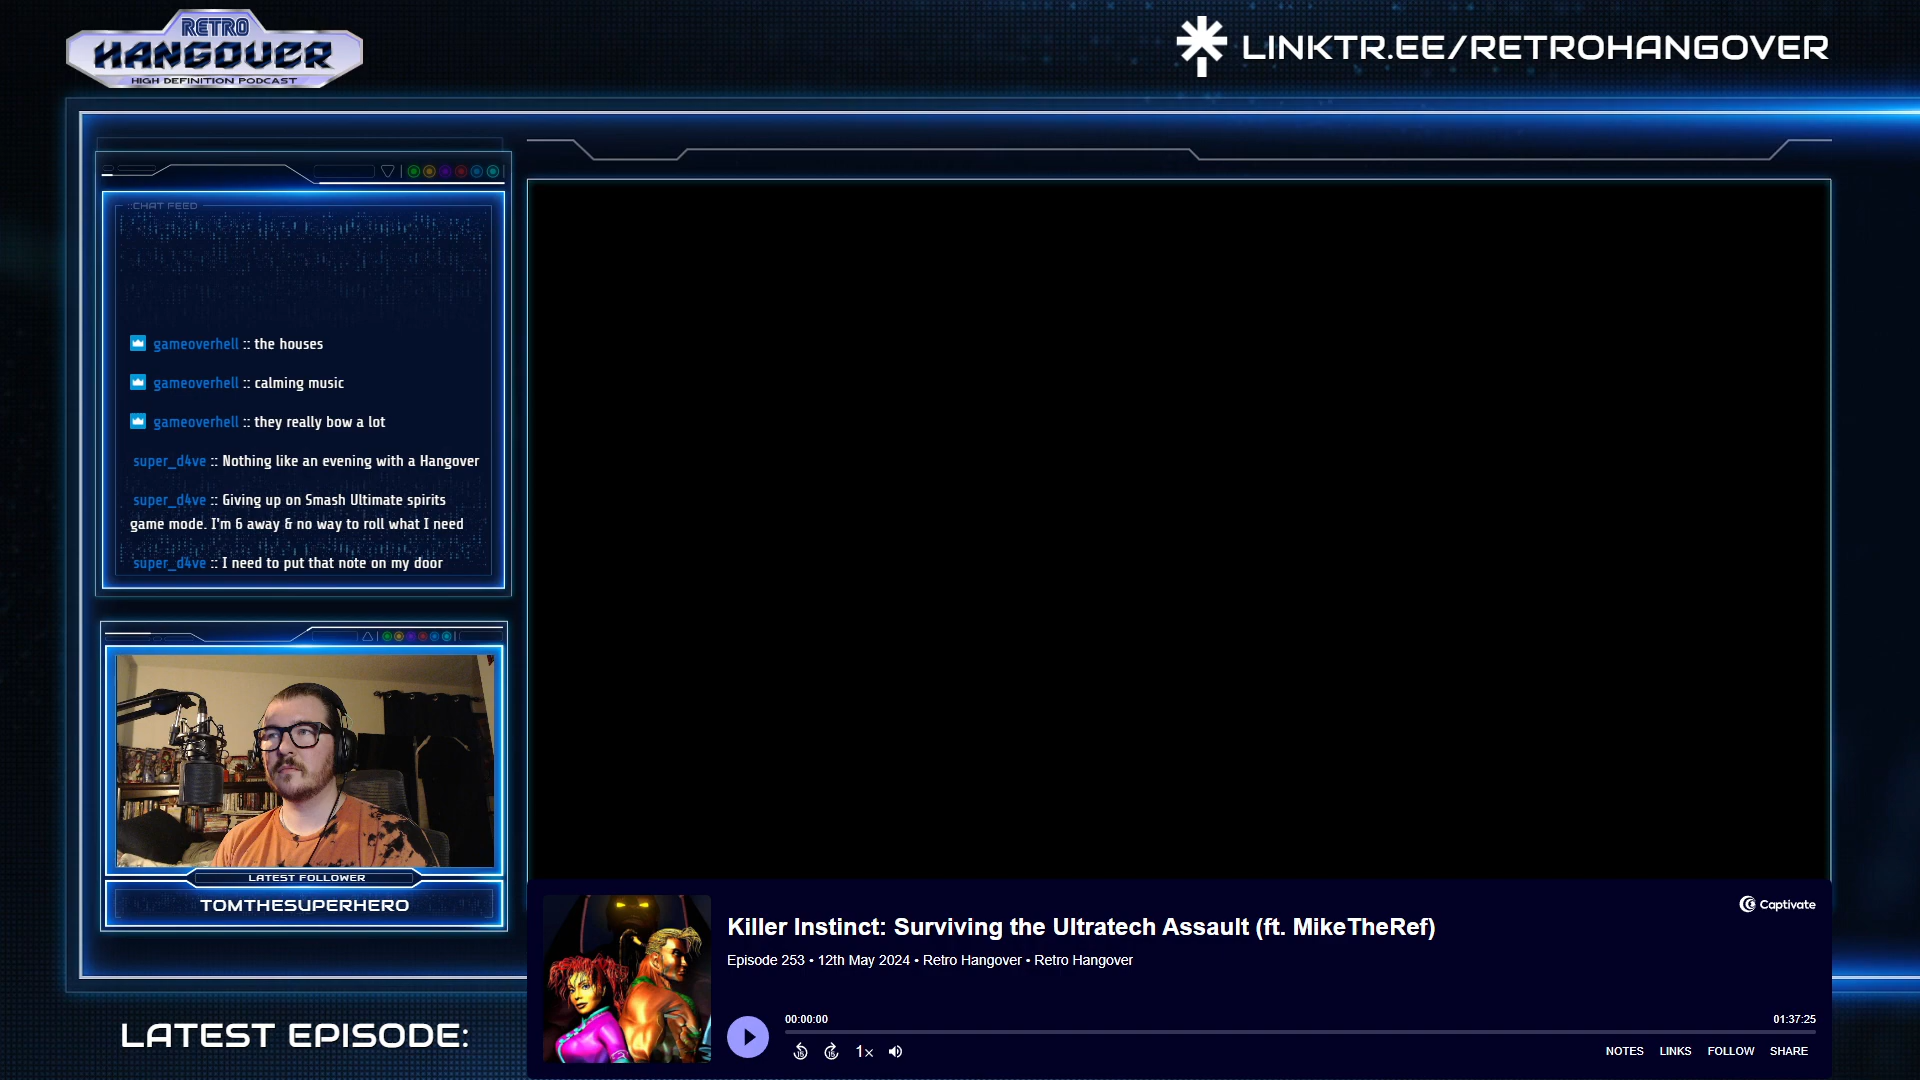 RETRO
HANGOVER
HIGH DEFINITION PODCAST
LINKTR.EE/RETROHANGOVER
::CHAT FEED
gameoverhell :: the houses
gameoverhell :: calming music
gameoverhell :: they really bow a lot
super_d4ve :: Nothing like an evening with a Hangover
super_d4ve :: Giving up on Smash Ultimate spirits
game mode. I'm 6 away & no way to roll what I need
super_d4ve :: I need to put that note on my door
LATEST FOLLOWER
TOMTHESUPERHERO
LATEST EPISODE:
Captivate
Killer Instinct: Surviving the Ultratech Assault (ft. MikeTheRef)
Episode 253 • 12th May 2024 • Retro Hangover • Retro Hangover
00:00:00
01:37:25
15
15
1x
NOTES
LINKS
FOLLOW
SHARE